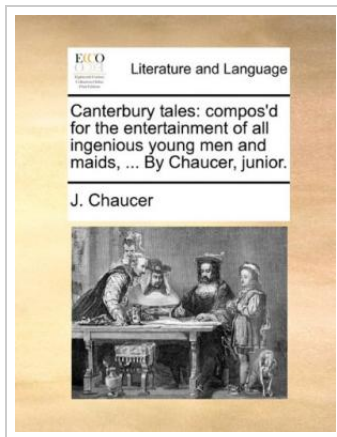 ECCO
Literature and Language
Canterbury tales: compos'd
for the entertainment of all
ingenious young men and
maids, ... By Chaucer, junior.
J. Chaucer